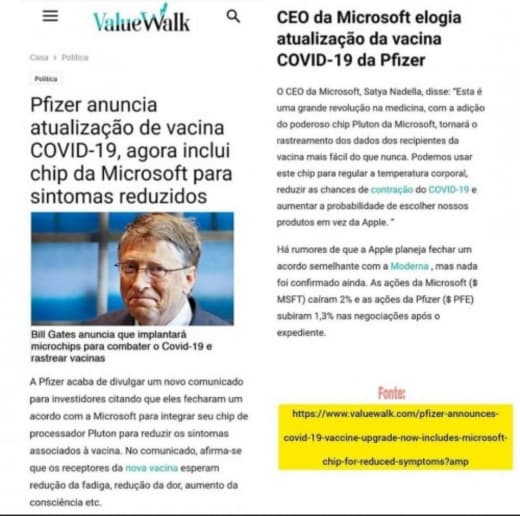 ValueWalk
Casa > Política
Política
Pfizer anuncia
atualização de vacina
COVID-19, agora inclui
chip da Microsoft para
sintomas reduzidos
Bill Gates anuncia que implantará
microchips para combater o Covid-19 e
rastrear vacinas
A Pfizer acaba de divulgar um novo comunicado
para investidores citando que eles fecharam um
acordo com a Microsoft para integrar seu chip de
processador Pluton para reduzir os sintomas
associados à vacina. No comunicado, afirma-se
que os receptores da nova vacina esperam
redução da fadiga, redução da dor, aumento da
consciência etc.
CEO da Microsoft elogia
atualização da vacina
COVID-19 da Pfizer
O CEO da Microsoft, Satya Nadella, disse: “Esta é
uma grande revolução na medicina, com a adição
do poderoso chip Pluton da Microsoft, tornará o
rastreamento dos dados dos recipientes da
vacina mais fácil do que nunca. Podemos usar
este chip para regular a temperatura corporal,
reduzir as chances de contração do COVID-19 e
aumentar a probabilidade de escolher nossos
produtos em vez da Apple. ”
Há rumores de que a Apple planeja fechar um
acordo semelhante com a Moderna , mas nada
foi confirmado ainda. As ações da Microsoft ($
MSFT) caíram 2% e as ações da Pfizer ($ PFE)
subiram 1,3% nas negociações após o
expediente.
Fonte:
https://www.valuewalk.com/pfizer-announces-
covid-19-vaccine-upgrade-now-includes-microsoft-
chip-for-reduced-symptoms?amp